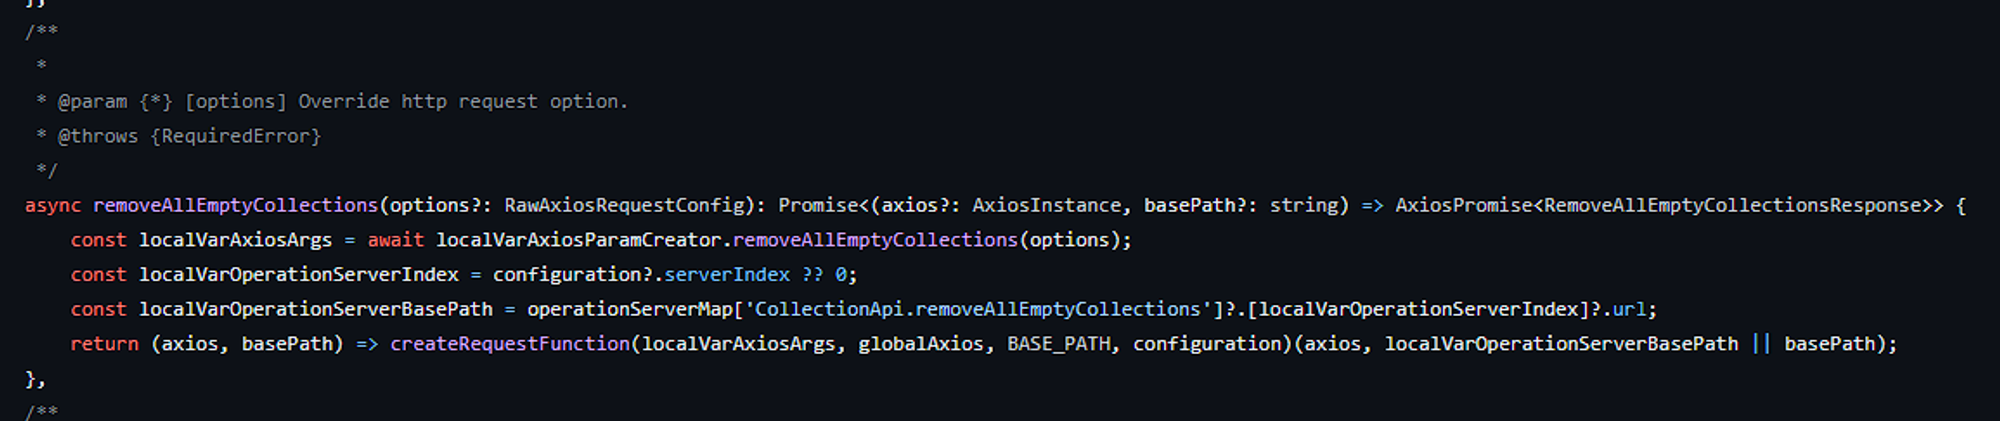 },
/**
 *
 * @param {*} [options] Override http request option.
 * @throws {RequiredError}
 */
async removeAllEmptyCollections(options?: RawAxiosRequestConfig): Promise<(axios?: AxiosInstance, basePath?: string) => AxiosPromise<RemoveAllEmptyCollectionsResponse>> {
    const localVarAxiosArgs = await localVarAxiosParamCreator.removeAllEmptyCollections(options);
    const localVarOperationServerIndex = configuration?.serverIndex ?? 0;
    const localVarOperationServerBasePath = operationServerMap['CollectionApi.removeAllEmptyCollections']?.[localVarOperationServerIndex]?.url;
    return (axios, basePath) => createRequestFunction(localVarAxiosArgs, globalAxios, BASE_PATH, configuration)(axios, localVarOperationServerBasePath || basePath);
},
/**